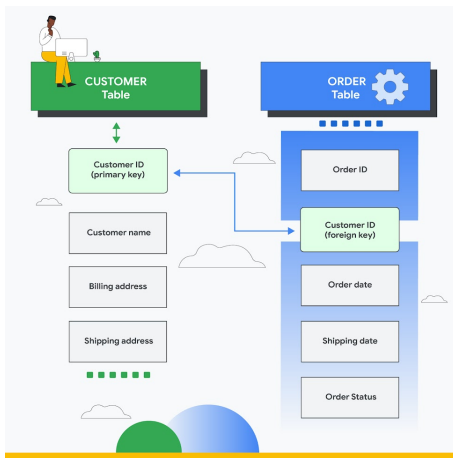 CUSTOMER
Table
Customer ID
(primary key)
Customer name
Billing address
Shipping address
ORDER
Table
Order ID
Customer ID
(foreign key)
Order date
Shipping date
Order Status